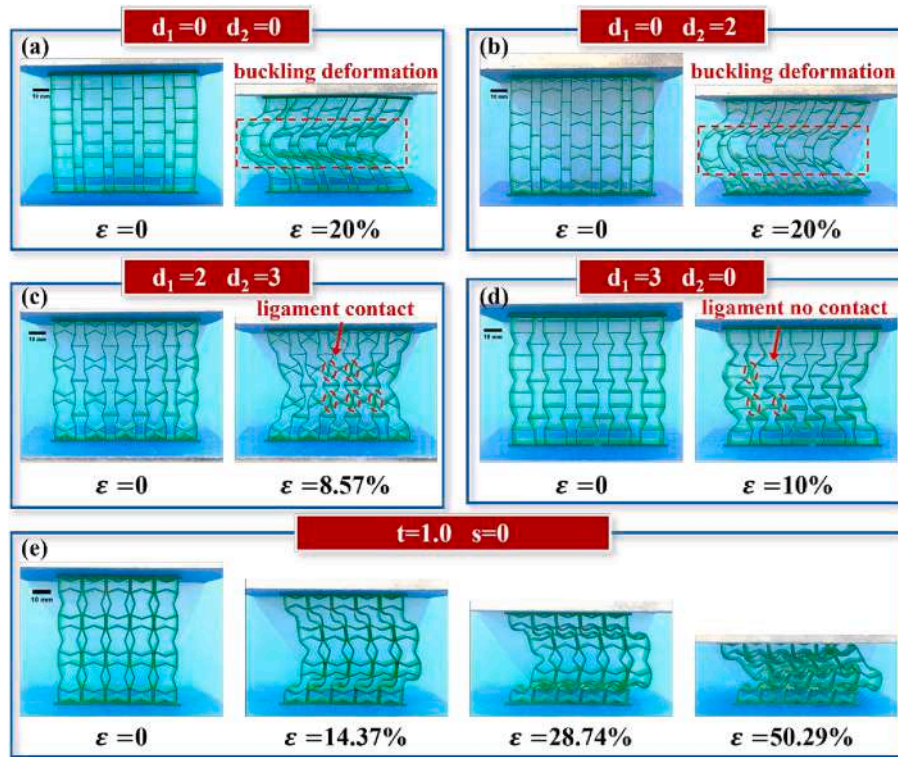 d₁=0 d₂=0
(a)
buckling deformation
10 mm
ε =0
ε =20%
d₁=0 d₂=2
(b)
buckling deformation
10 mm
ε =0
ε =20%
d₁=2 d₂=3
(c)
ligament contact
10 mm
ε =0
ε =8.57%
d₁=3 d₂=0
(d)
ligament no contact
10 mm
ε =0
ε =10%
t=1.0 s=0
(e)
10 mm
ε =0
ε =14.37%
ε =28.74%
ε =50.29%